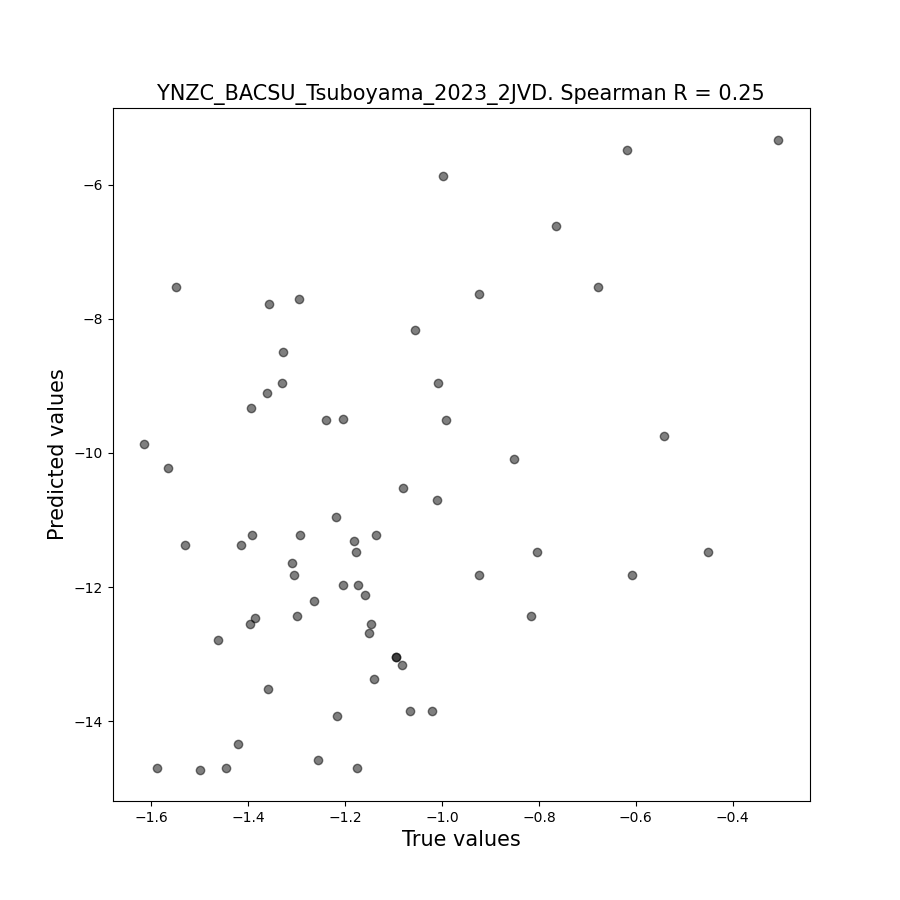 YNZC_BACSU_Tsuboyama_2023_2JVD. Spearman R = 0.25
−6
−8
−10
−12
−14
Predicted values
−1.6 −1.4 −1.2 −1.0 −0.8 −0.6 −0.4
True values